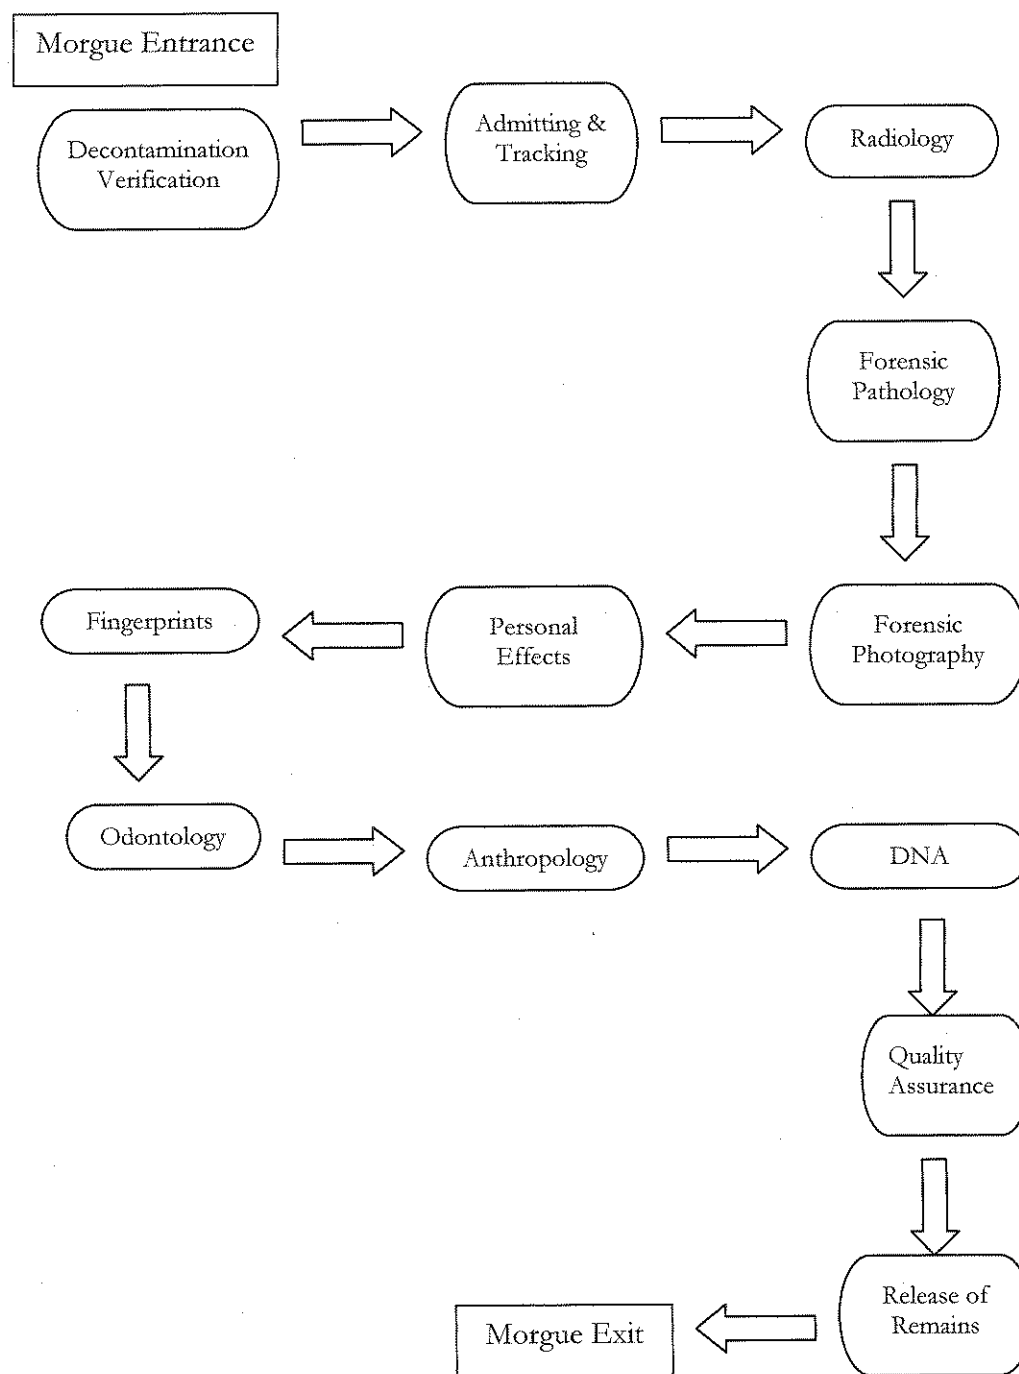 Morgue Entrance
Decontamination
Verification
Admitting &
Tracking
Radiology
Forensic
Pathology
Forensic
Photography
Personal
Effects
Fingerprints
Odontology
Anthropology
DNA
Quality
Assurance
Release of
Remains
Morgue Exit